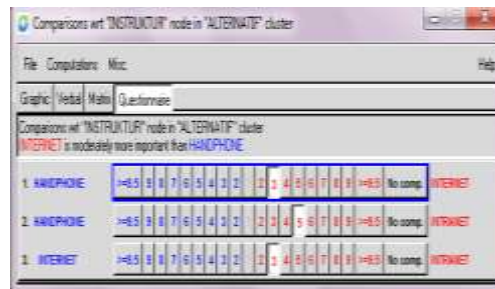 Comparisons wrt "INSTRUKTUR" node in "ALTERNATIF" cluster
File Computations Misc. Help
Graphic Verbal Matrix Questionnaire
Comparisons wrt "INSTRUKTUR" node in "ALTERNATIF" cluster
INTERNET is moderately more important than HANDPHONE
1. HANDPHONE >=9.5 9 8 7 6 5 4 3 2 2 3 4 5 6 7 8 9 >=9.5 No comp. INTERNET
2. HANDPHONE >=9.5 9 8 7 6 5 4 3 2 2 3 4 5 6 7 8 9 >=9.5 No comp. INTRANET
3. INTERNET >=9.5 9 8 7 6 5 4 3 2 2 3 4 5 6 7 8 9 >=9.5 No comp. INTRANET